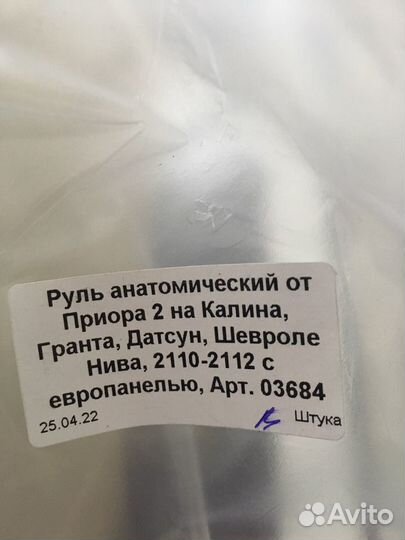 Руль анатомический от
Приора 2 на Калина,
Гранта, Датсун, Шевроле
Нива, 2110-2112 с
европанелью, Арт. 03684
25.04.22 Штука
Avito